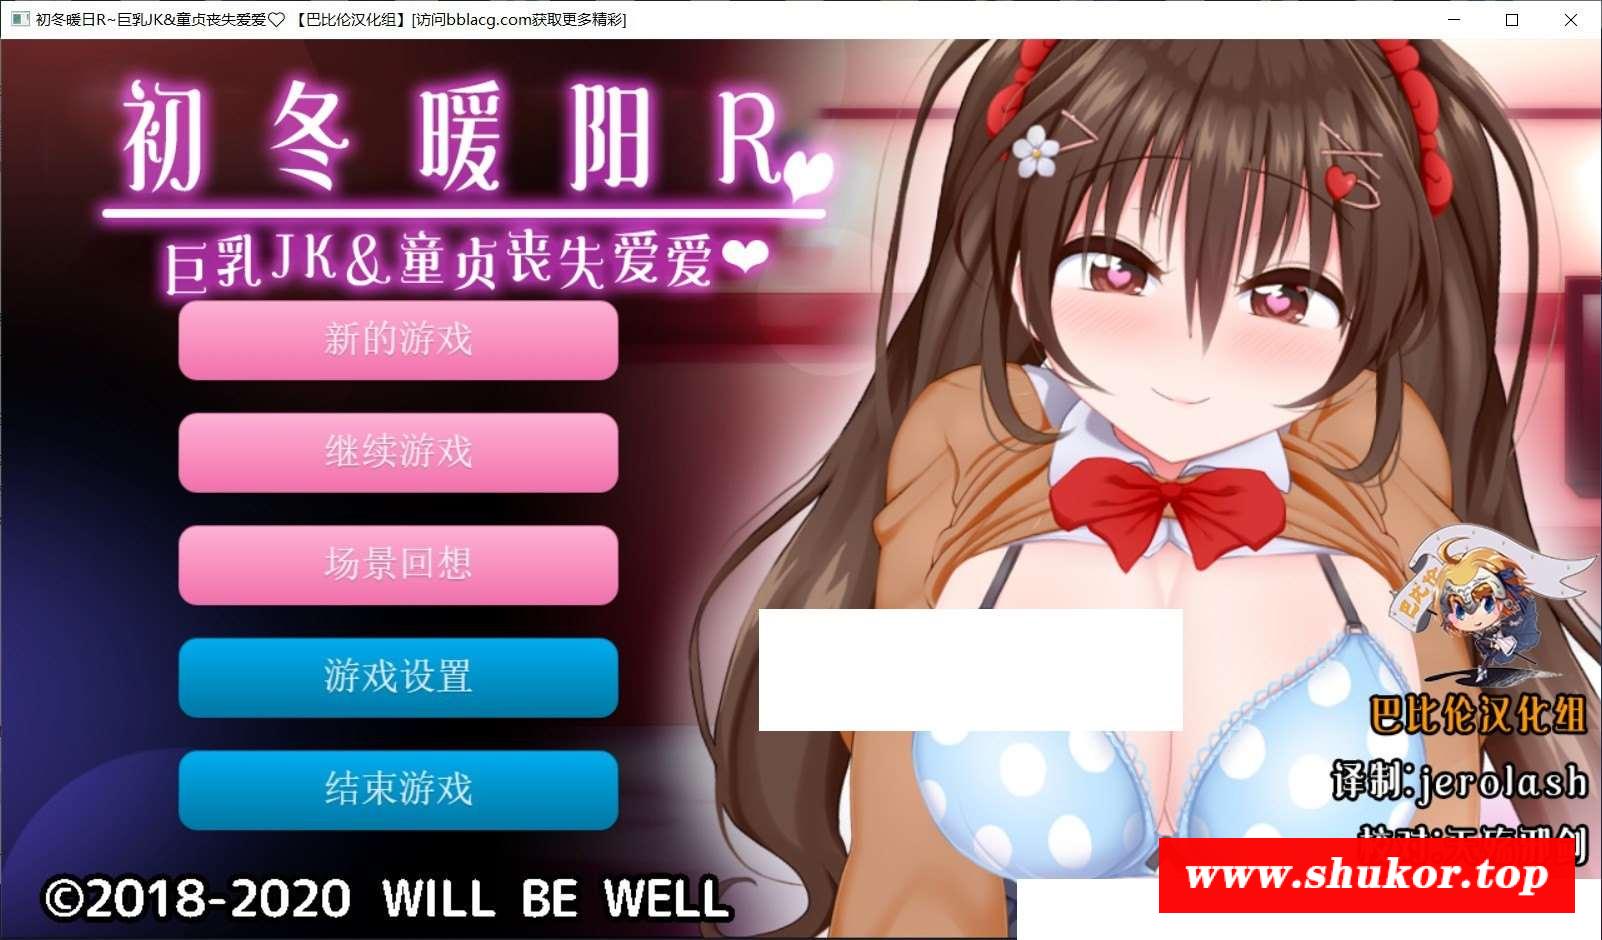 初冬暖日R~巨乳JK&童贞丧失爱爱♡ 【巴比伦汉化组】[访问bblacg.com获取更多精彩]
初冬暖阳R
巨乳JK&童贞丧失爱爱❤
新的游戏
继续游戏
场景回想
游戏设置
结束游戏
©2018-2020 WILL BE WELL
巴比伦
巴比伦汉化组
译制:jerolash
www.shukor.top